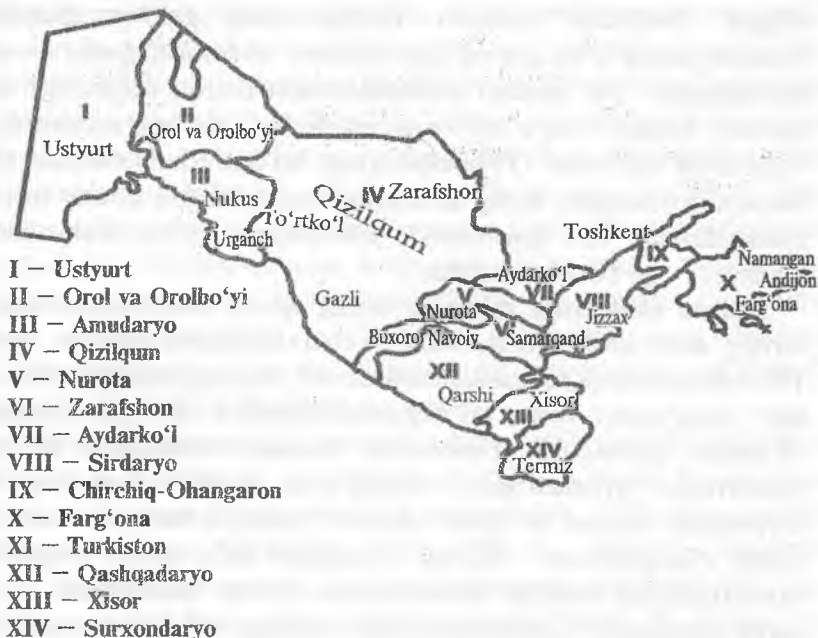 I
Ustyurt
II
Orol va Orolbo‘yi
III
Nukus
To‘rtko‘l
Urganch
IV Zarafshon
Qizilqum
Toshkent
IX
Namangan
Andijon
X
Farg‘ona
Aydarko‘l
VII
VIII
Jizzax
Gazli
V
Nurota
VI
Buxoro
Navoiy
Samarqand
XII
Qarshi
Xisor
XIII
XIV
Termiz
I — Ustyurt
II — Orol va Orolbo‘yi
III — Amudaryo
IV — Qizilqum
V — Nurota
VI — Zarafshon
VII — Aydarko‘l
VIII — Sirdaryo
IX — Chirchiq-Ohangaron
X — Farg‘ona
XI — Turkiston
XII — Qashqadaryo
XIII — Xisor
XIV — Surxondaryo